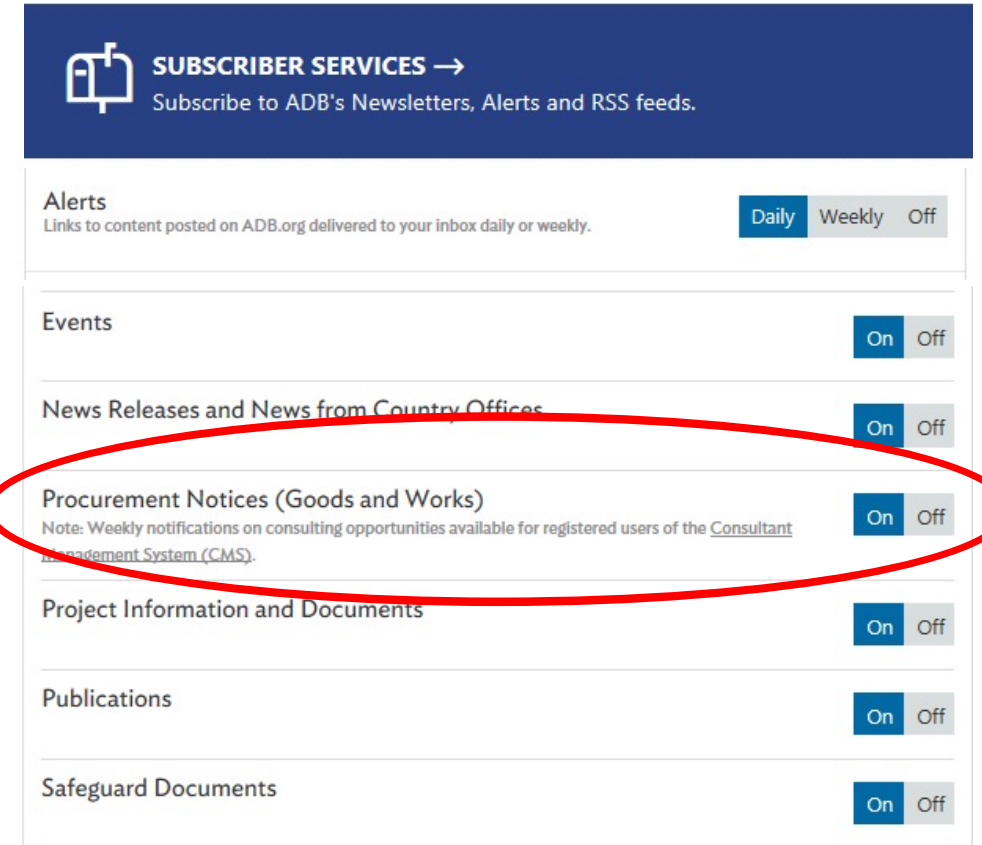 SUBSCRIBER SERVICES →
Subscribe to ADB's Newsletters, Alerts and RSS feeds.
Alerts
Links to content posted on ADB.org delivered to your inbox daily or weekly.
Daily Weekly Off
Events
On Off
News Releases and News from Country Offices
On Off
Procurement Notices (Goods and Works)
Note: Weekly notifications on consulting opportunities available for registered users of the Consultant
Management System (CMS).
On Off
Project Information and Documents
On Off
Publications
On Off
Safeguard Documents
On Off